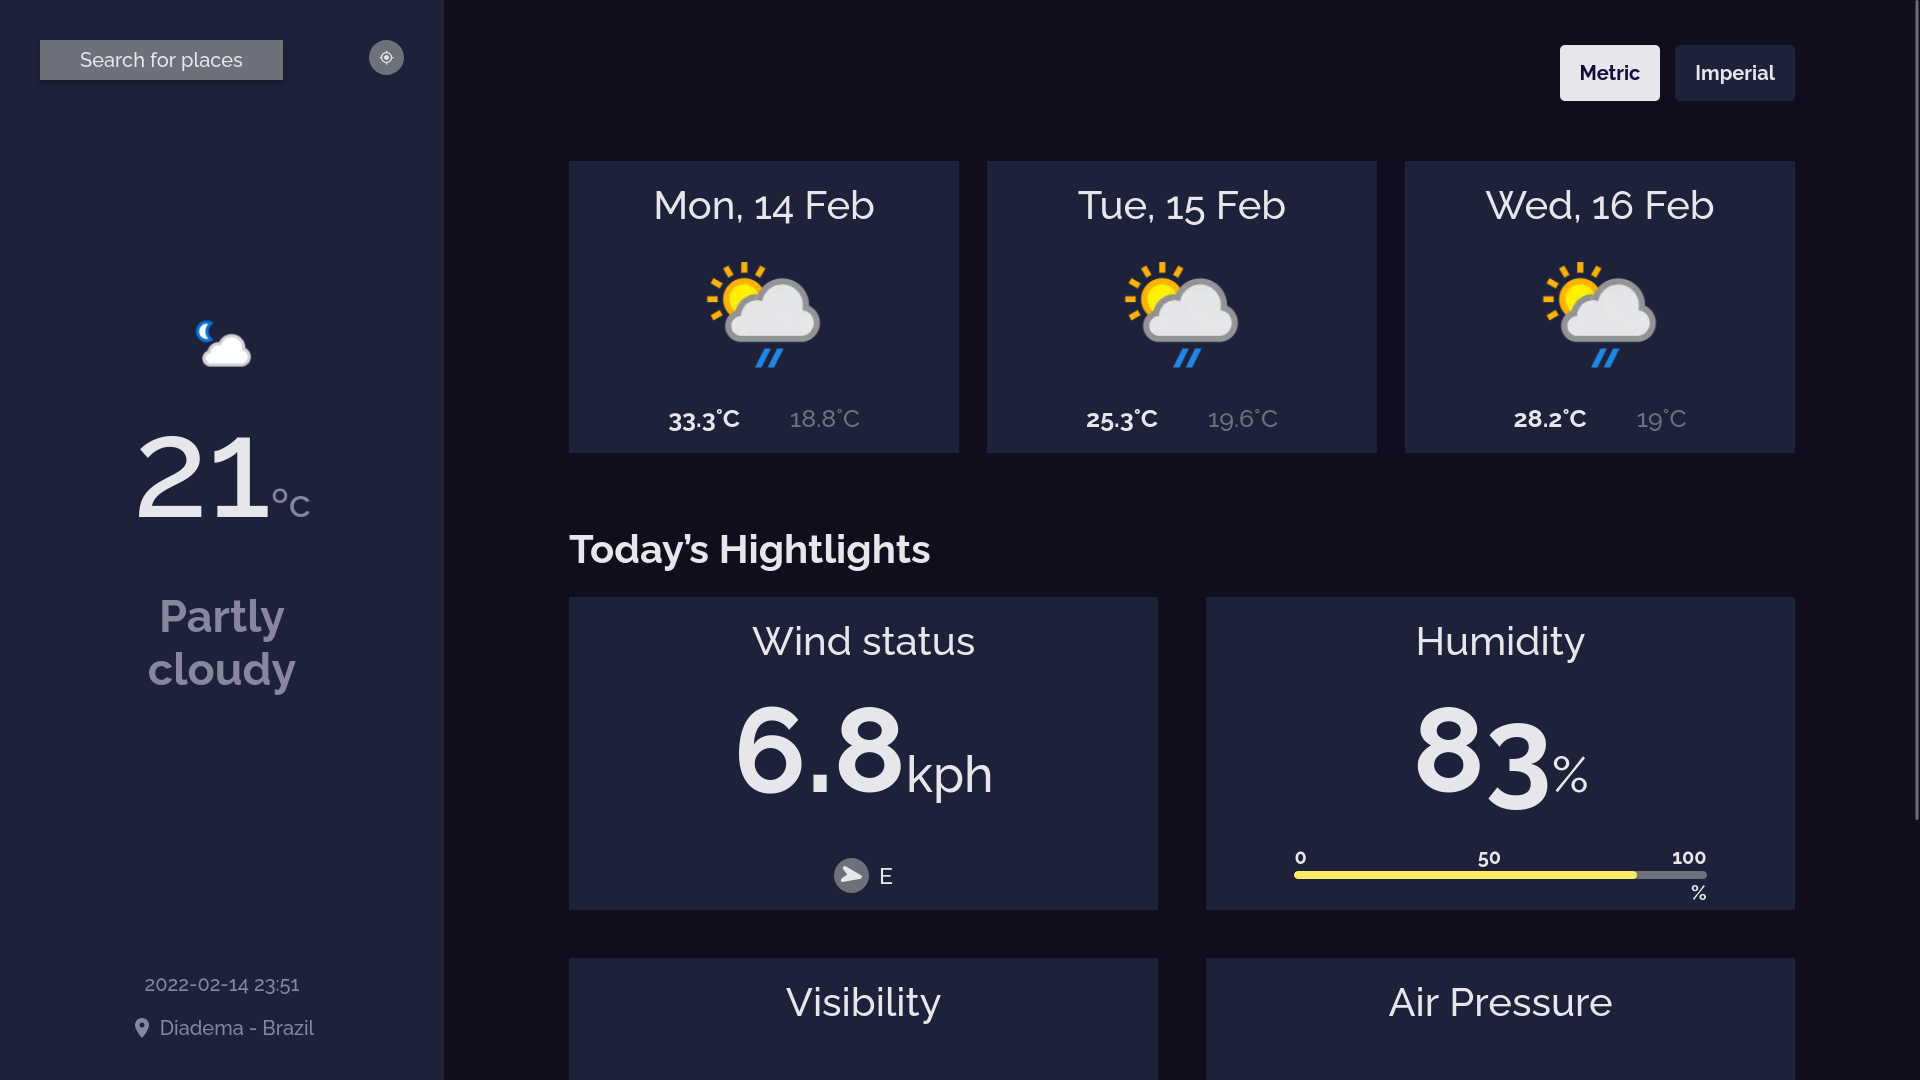 Search for places
21°C
Partly
cloudy
2022-02-14 23:51
Diadema - Brazil
Metric
Imperial
Mon, 14 Feb
33.3°C 18.8°C
Tue, 15 Feb
25.3°C 19.6°C
Wed, 16 Feb
28.2°C 19°C
Today’s Hightlights
Wind status
6.8kph
E
Humidity
83%
0 50 100
%
Visibility
Air Pressure